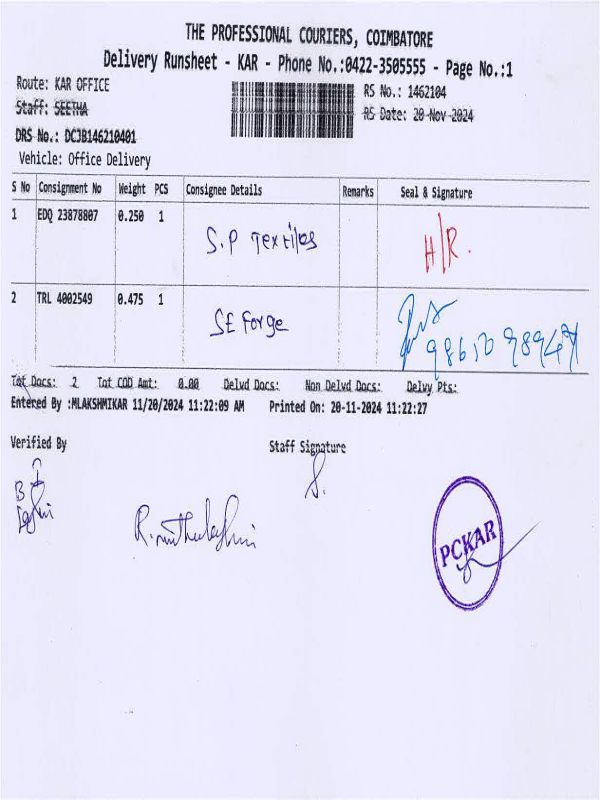 THE PROFESSIONAL COURIERS, COIMBATORE
Delivery Runsheet - KAR - Phone No.:0422-3505555 - Page No.:1
Route: KAR OFFICE
RS No.: 1462104
Staff: SEETHA
RS Date: 20-Nov-2024
DRS No.: DCJB146210401
Vehicle: Office Delivery
S No Consignment No Weight PCS Consignee Details Remarks Seal & Signature
1 EDQ 23878807 0.250 1 S.P Textiles H/R.
2 TRL 4002549 0.475 1 SE Forge
Tot Docs: 2 Tot COD Amt: 0.00 Delvd Docs: Non Delvd Docs: Delvy Pts:
Entered By :MLAKSHMIKAR 11/20/2024 11:22:09 AM Printed On: 20-11-2024 11:22:27
Verified By Staff Signature
PCKAR